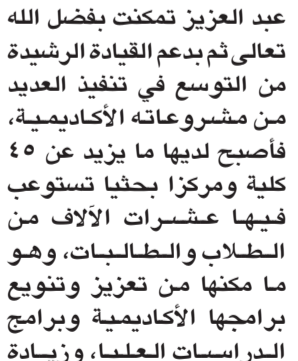 عبد العزيز تمكنت بفضل الله
تعالى ثم بدعم القيادة الرشيدة
من التوسع في تنفيذ العديد
من مشروعاته الأكاديمية،
فأصبح لديها ما يزيد عن ٤٥
كلية ومركزا بحثيا تستوعب
فيها عشرات الآلاف من
الطلاب والطالبات، وهو
ما مكنها من تعزيز وتنويع
برامجها الأكاديمية وبرامج
الدراسات العليا، وزيادة